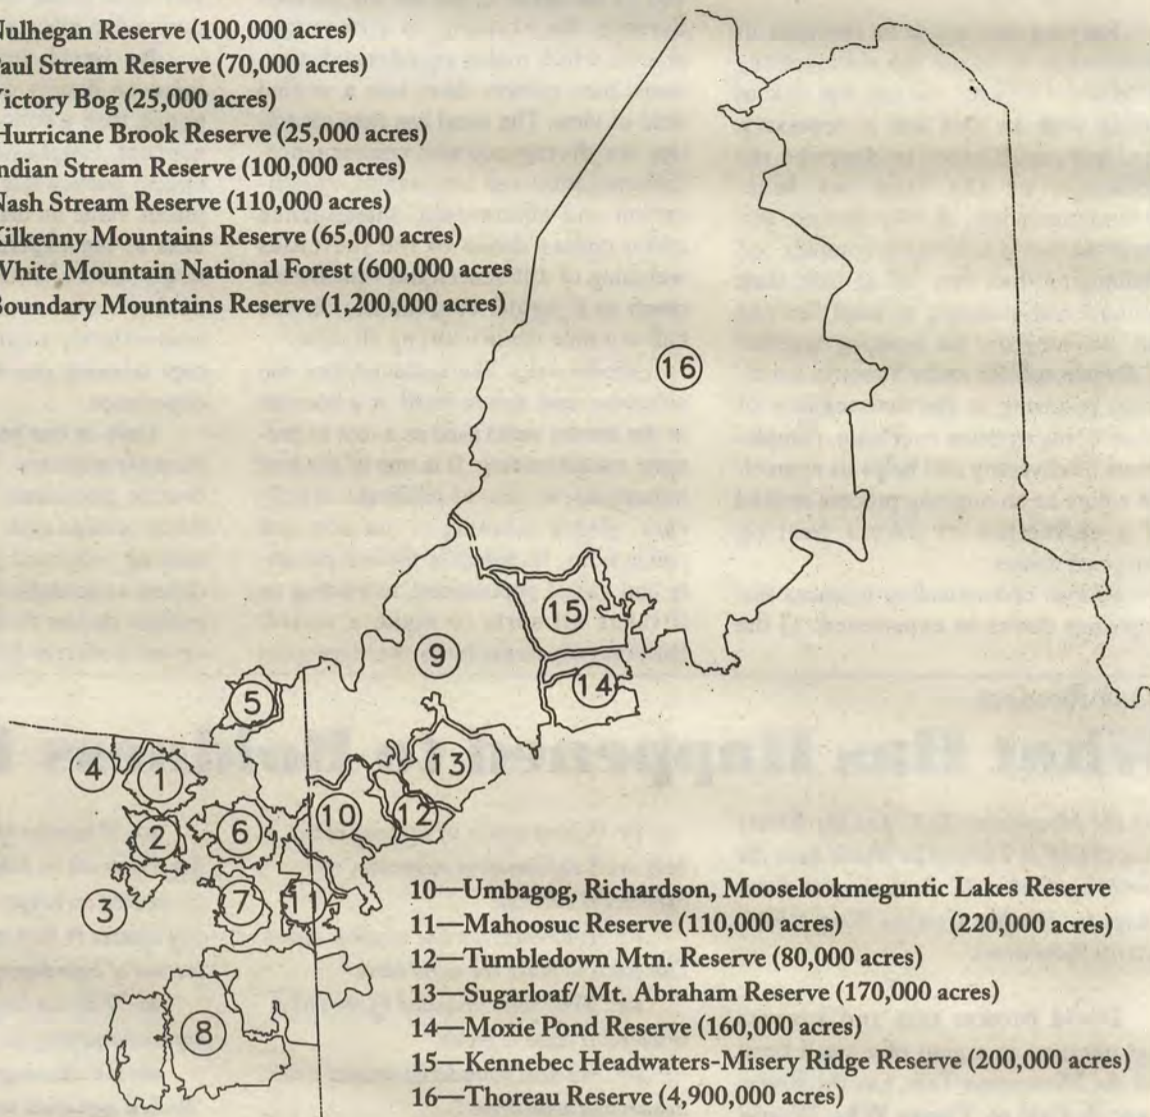 Nulhegan Reserve (100,000 acres)
Paul Stream Reserve (70,000 acres)
Victory Bog (25,000 acres)
Hurricane Brook Reserve (25,000 acres)
Indian Stream Reserve (100,000 acres)
Nash Stream Reserve (110,000 acres)
Kilkenny Mountains Reserve (65,000 acres)
White Mountain National Forest (600,000 acres
Boundary Mountains Reserve (1,200,000 acres)
16
15
9
14
5
13
4
1
10
12
2
6
3
7
11
8
10—Umbagog, Richardson, Mooselookmeguntic Lakes Reserve
11—Mahoosuc Reserve (110,000 acres) (220,000 acres)
12—Tumbledown Mtn. Reserve (80,000 acres)
13—Sugarloaf/ Mt. Abraham Reserve (170,000 acres)
14—Moxie Pond Reserve (160,000 acres)
15—Kennebec Headwaters-Misery Ridge Reserve (200,000 acres)
16—Thoreau Reserve (4,900,000 acres)